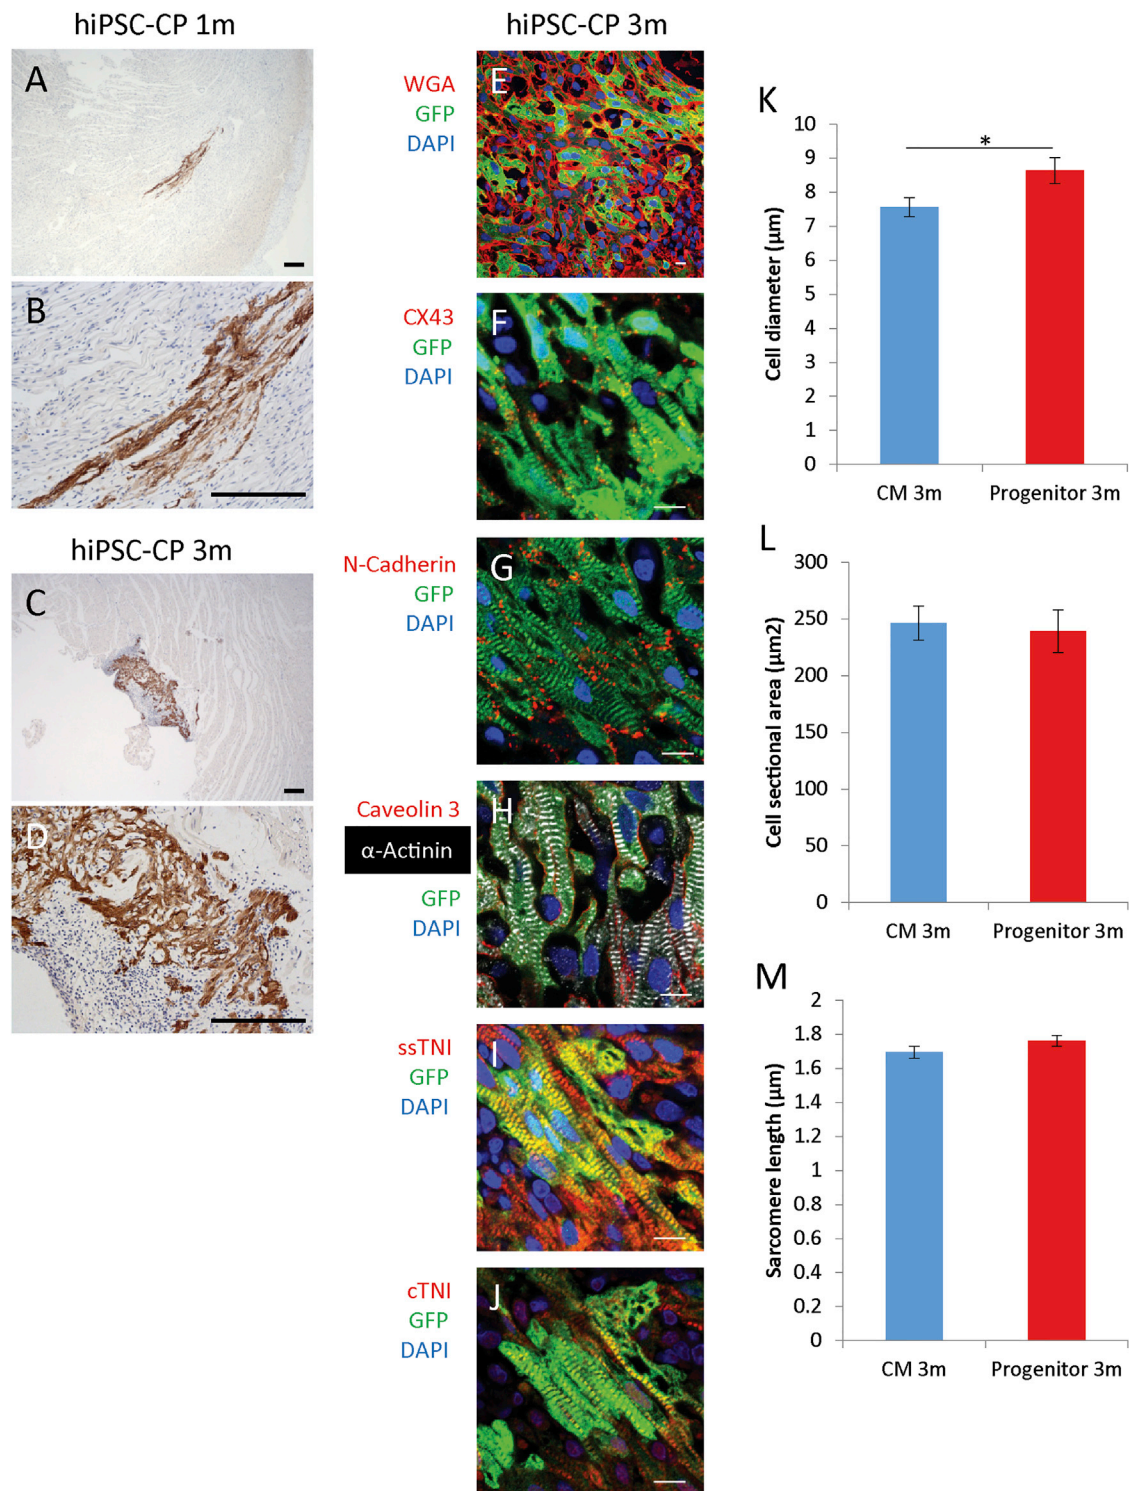 hiPSC-CP 1m
A
B
hiPSC-CP 3m
C
D
hiPSC-CP 3m
WGA
GFP
DAPI
E
CX43
GFP
DAPI
F
N-Cadherin
GFP
DAPI
G
Caveolin 3
α-Actinin
GFP
DAPI
H
ssTNI
GFP
DAPI
I
cTNI
GFP
DAPI
J
K
*
Cell diameter (µm)
10
9
8
7
6
5
4
3
2
1
0
CM 3m Progenitor 3m
L
Cell sectional area (µm2)
300
250
200
150
100
50
0
CM 3m Progenitor 3m
M
Sarcomere length (µm)
2
1.8
1.6
1.4
1.2
1
0.8
0.6
0.4
0.2
0
CM 3m Progenitor 3m